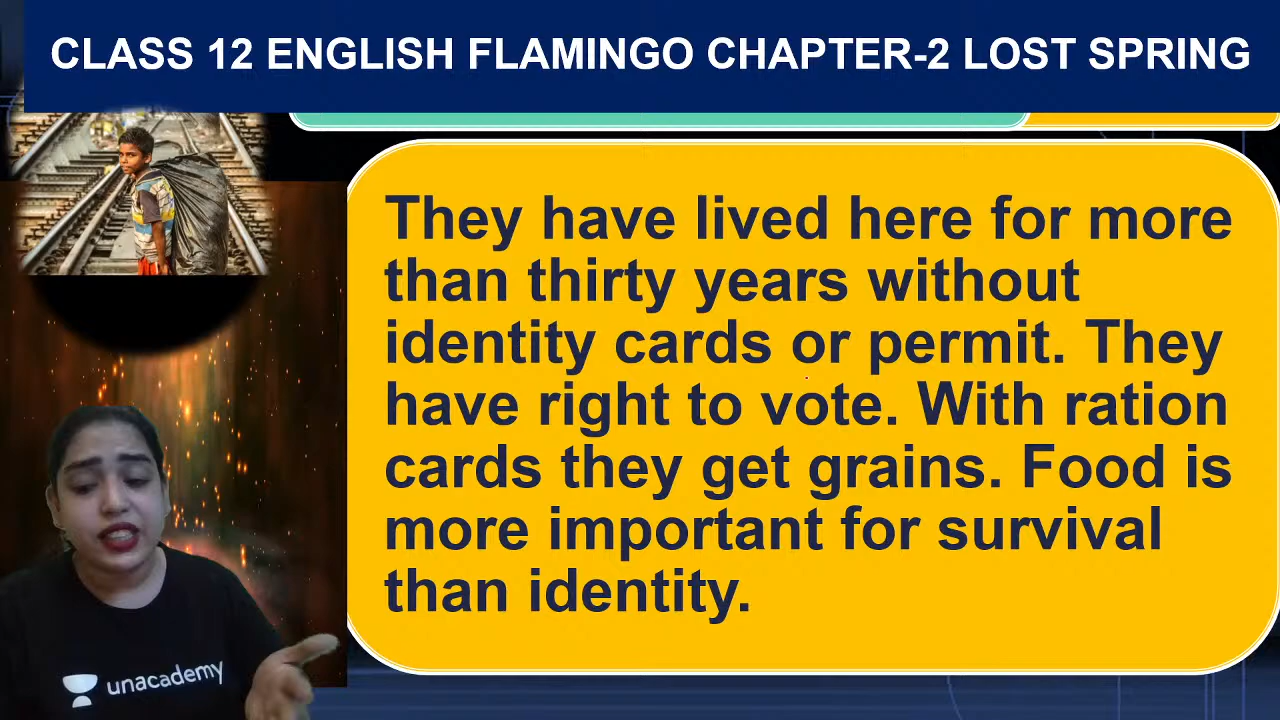 CLASS 12 ENGLISH FLAMINGO CHAPTER-2 LOST SPRING
They have lived here for more
than thirty years without
identity cards or permit. They
have right to vote. With ration
cards they get grains. Food is
more important for survival
than identity.
unacademy